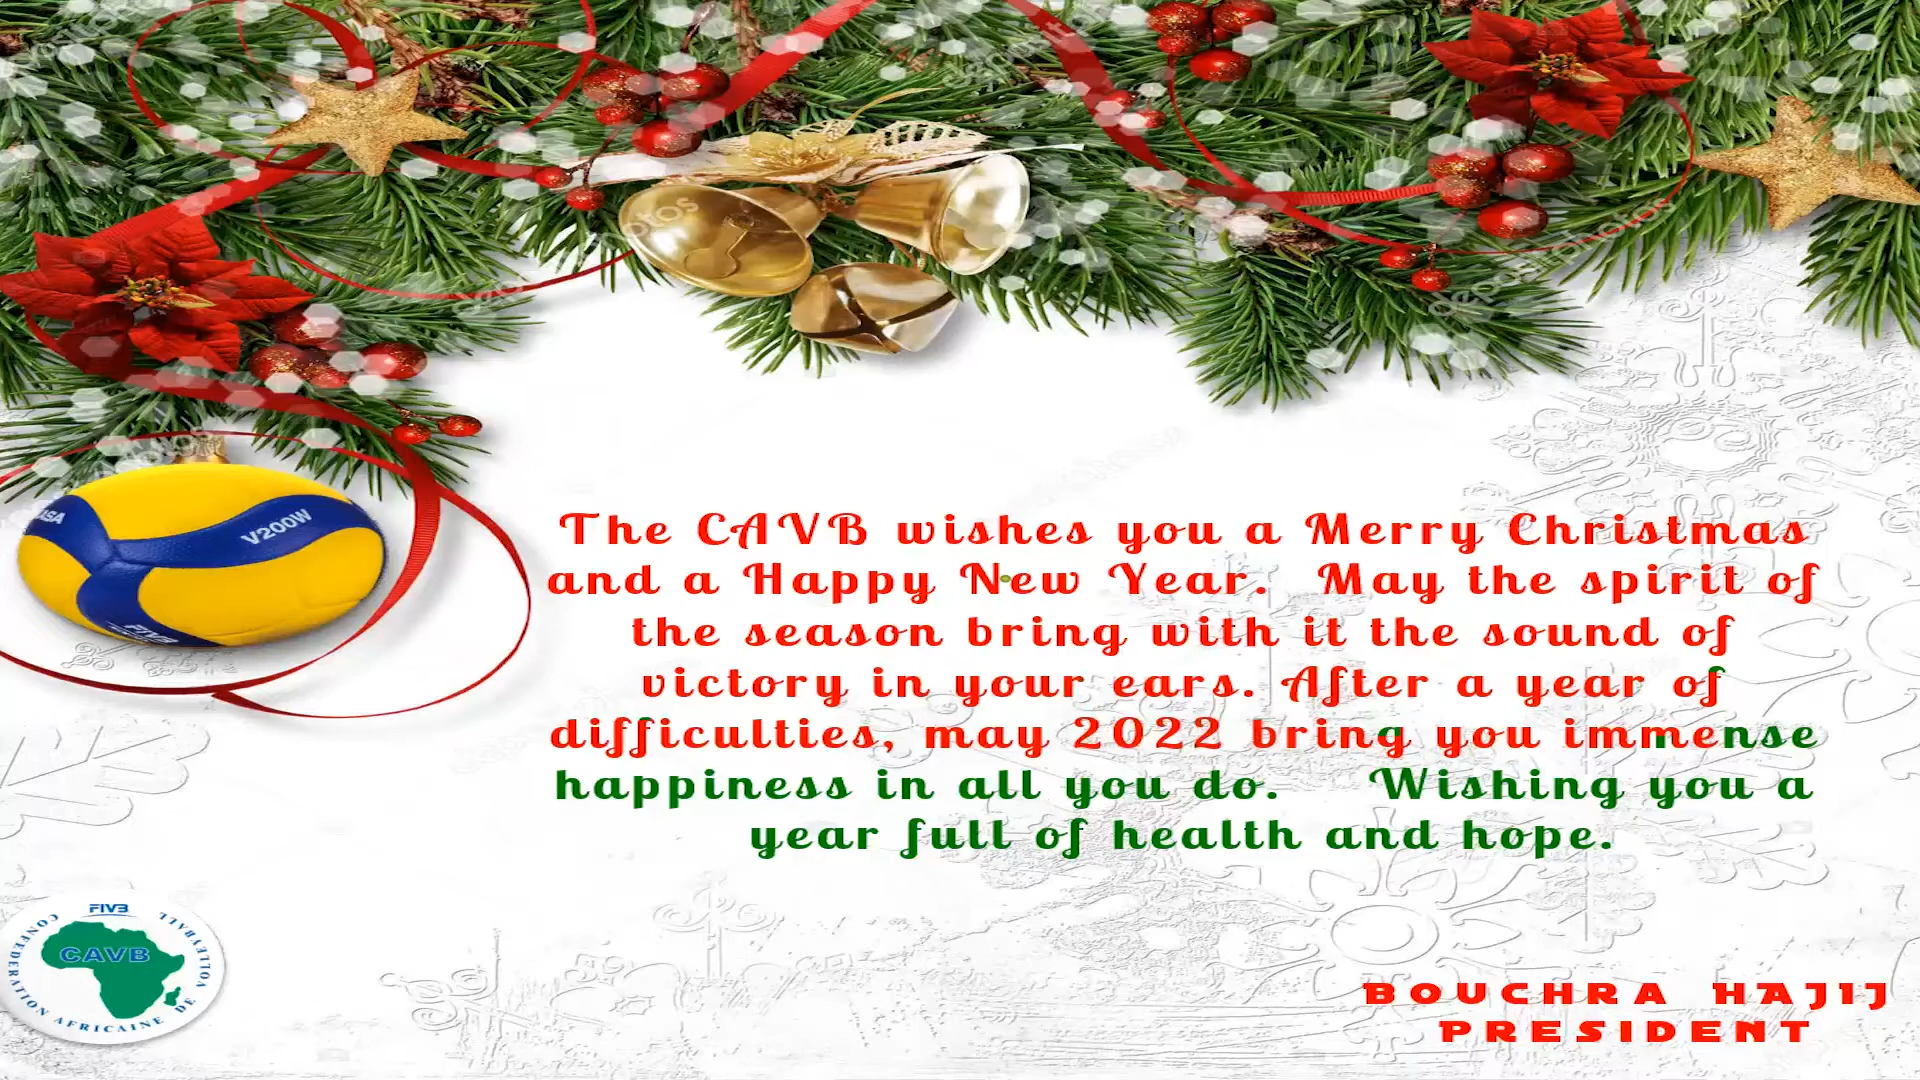 ASA
V200W
FIVB
The CAVB wishes you a Merry Christmas
and a Happy New Year. May the spirit of
the season bring with it the sound of
victory in your ears. After a year of
difficulties, may 2022 bring you immense
happiness in all you do. Wishing you a
year full of health and hope.
FIVB
CAVB
CONFEDERATION AFRICAINE DE VOLLEYBALL
BOUCHRA HAJIJ
PRESIDENT